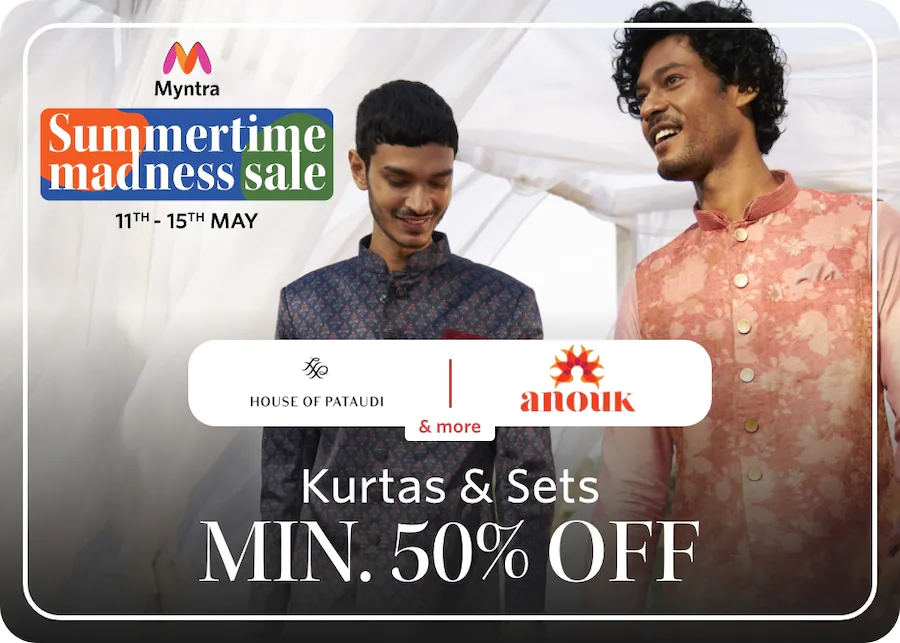 Myntra
Summertime
madness sale
11TH - 15TH MAY
HOUSE OF PATAUDI
anouk
& more
Kurtas & Sets
MIN. 50% OFF